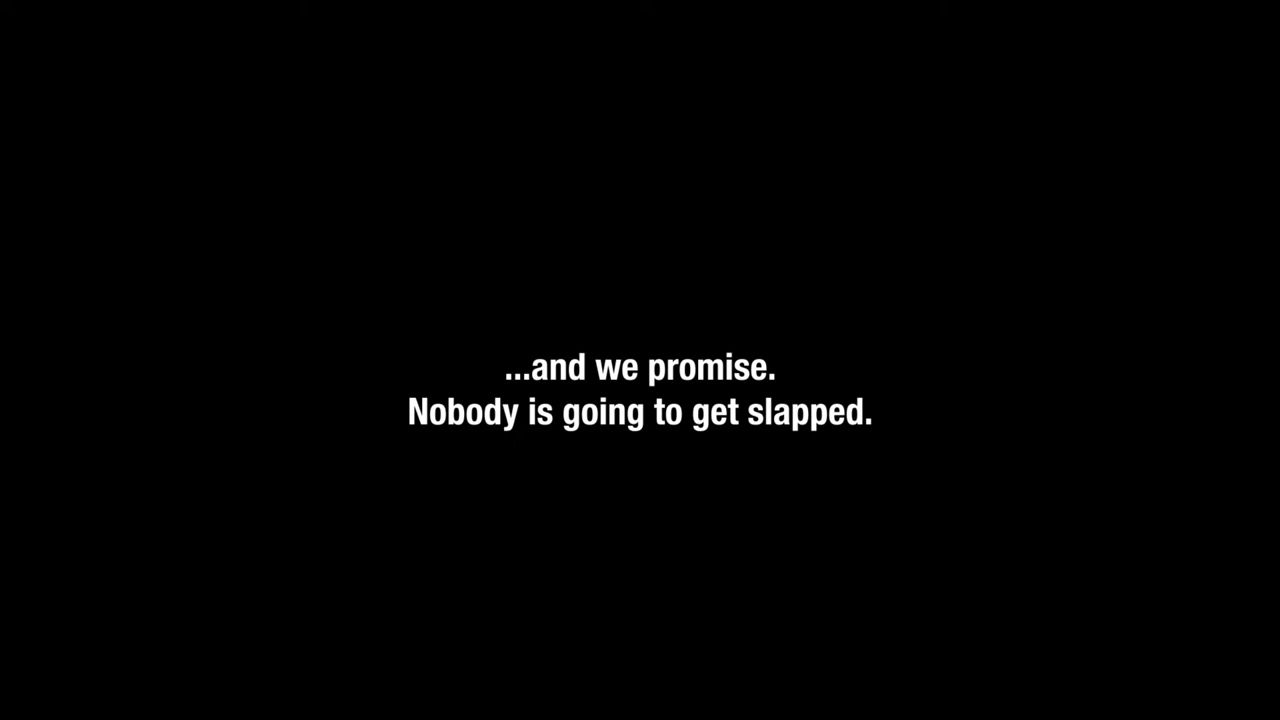 ...and we promise.
Nobody is going to get slapped.